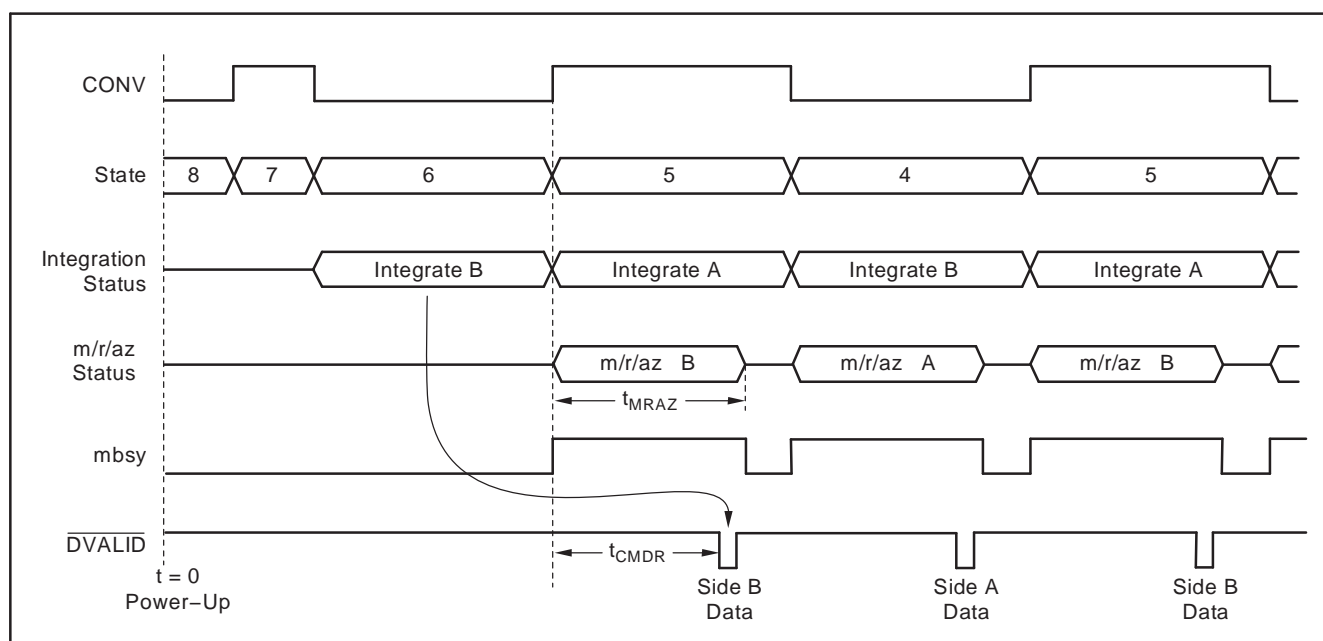 CONV
State
8 7 6 5 4 5
Integration
Status
Integrate B Integrate A Integrate B Integrate A
m/r/az
Status
m/r/az B m/r/az A m/r/az B
tMRAZ
mbsy
DVALID
tCMDR
t = 0
Power−Up
Side B
Data
Side A
Data
Side B
Data